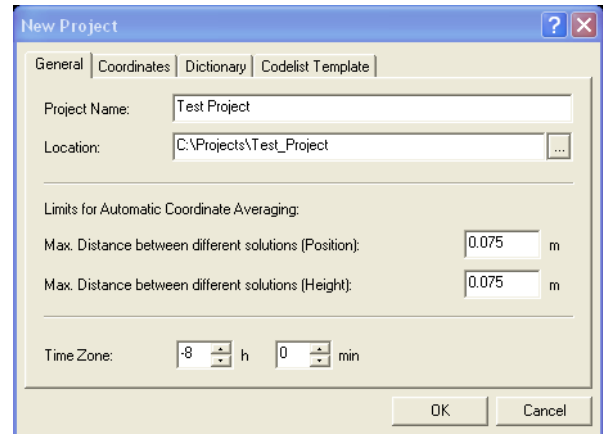 New Project
General Coordinates Dictionary Codelist Template
Project Name: Test Project
Location: C:\Projects\Test_Project ...
Limits for Automatic Coordinate Averaging:
Max. Distance between different solutions (Position): 0.075 m
Max. Distance between different solutions (Height): 0.075 m
Time Zone: -8 h 0 min
OK Cancel